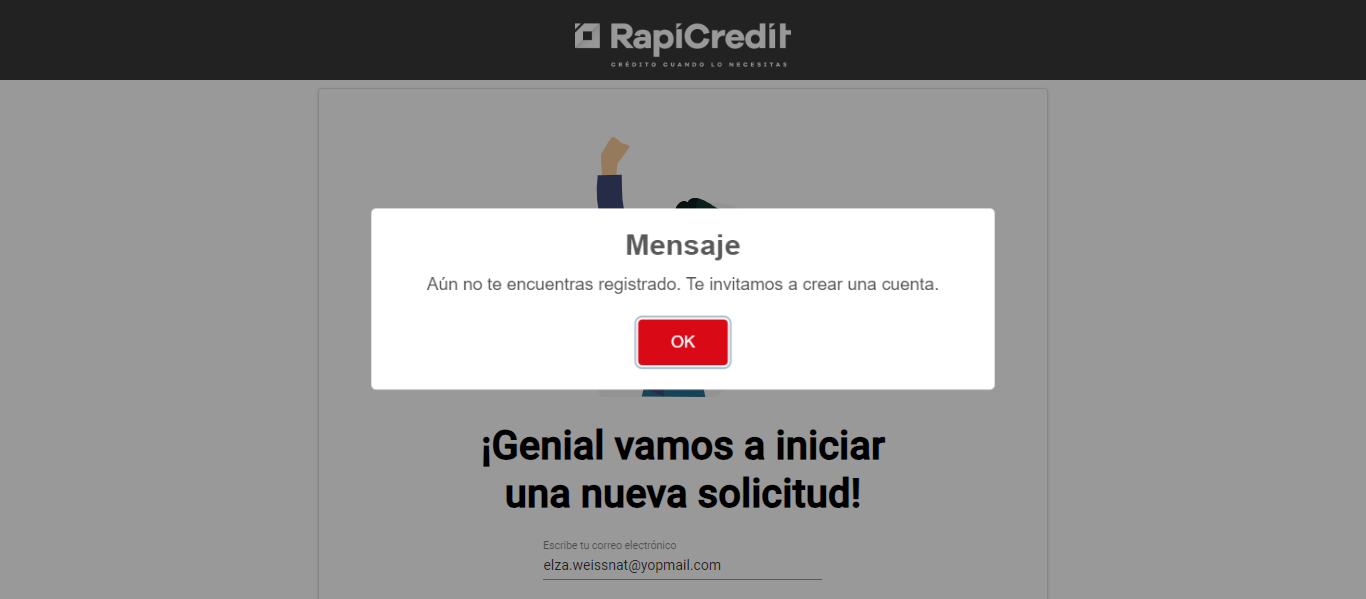 RapiCredit
CRÉDITO CUANDO LO NECESITAS
Mensaje
Aún no te encuentras registrado. Te invitamos a crear una cuenta.
OK
¡Genial vamos a iniciar
una nueva solicitud!
Escribe tu correo electrónico
elza.weissnat@yopmail.com